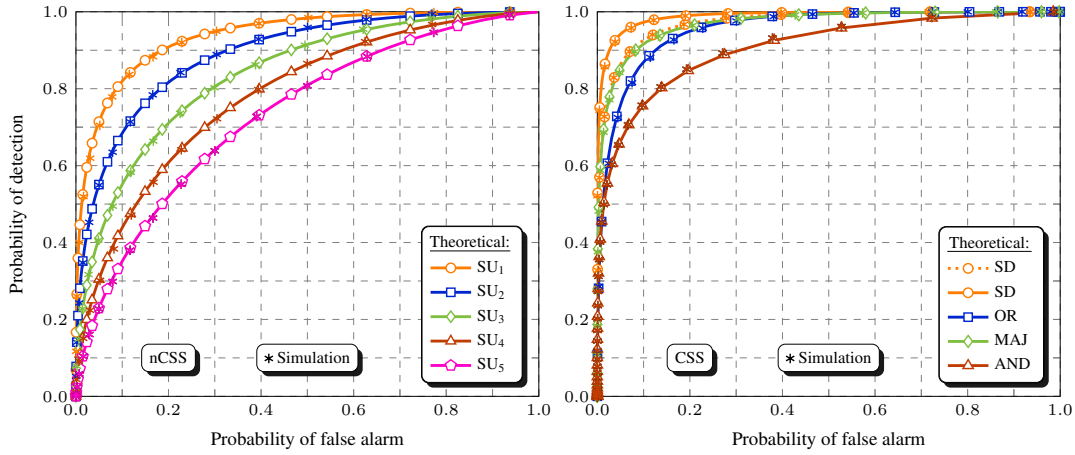 Probability of detection
1.0
0.8
0.6
0.4
0.2
0.0
0.0 0.2 0.4 0.6 0.8 1.0
Probability of false alarm
nCSS
* Simulation
Theoretical:
SU1
SU2
SU3
SU4
SU5
1.0
0.8
0.6
0.4
0.2
0.0
0.0 0.2 0.4 0.6 0.8 1.0
Probability of false alarm
CSS
* Simulation
Theoretical:
SD
SD
OR
MAJ
AND